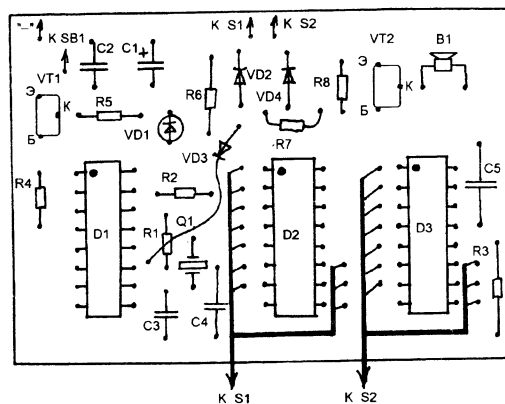 "–" К SB1 К S1 К S2
VT1 C2 C1 + VD2 VD4 R8 VT2 B1
Э Э
К R5 R6 К
Б VD1 Б
R7
VD3
R4 R2 C5
D1 R1 Q1 D2 D3
R3
C3 C4
К S1 К S2